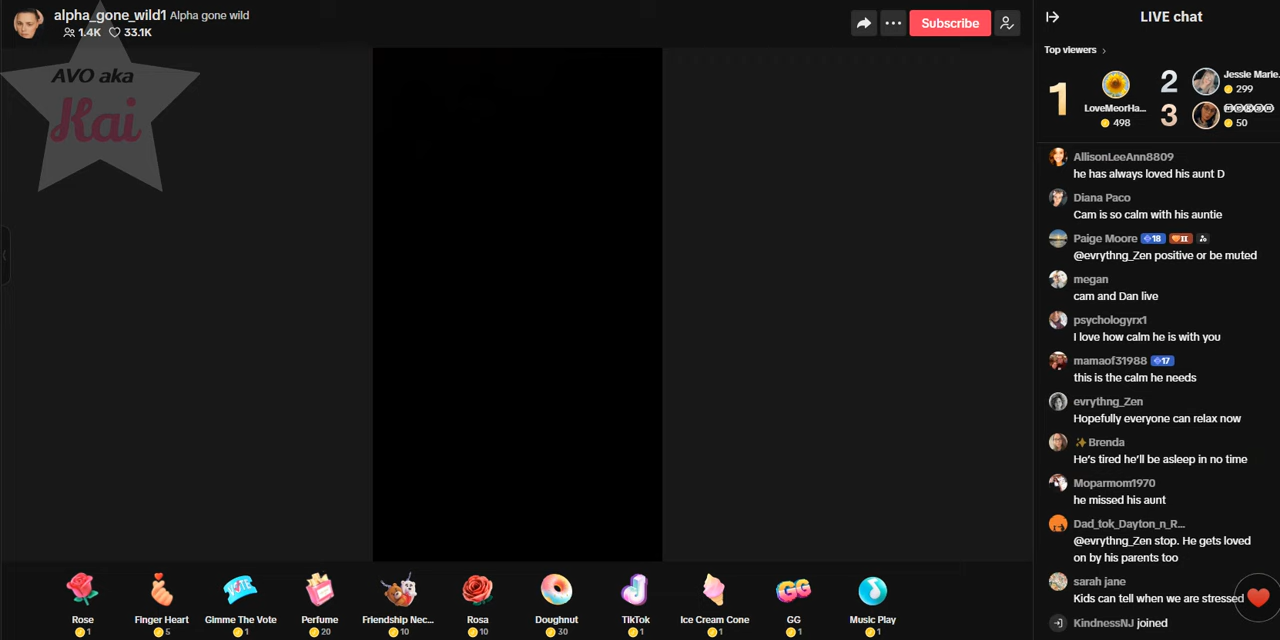 alpha_gone_wild1 Alpha gone wild
1.4K 33.1K
Subscribe
AVO aka
Kai
LIVE chat
Top viewers
1
LoveMeorHa...
498
2
Jessie Marie.
299
3
50
AllisonLeeAnn8809
he has always loved his aunt D
Diana Paco
Cam is so calm with his auntie
Paige Moore 18 II
@evrythng_Zen positive or be muted
megan
cam and Dan live
psychologyrx1
I love how calm he is with you
mamaof31988 17
this is the calm he needs
evrythng_Zen
Hopefully everyone can relax now
✨Brenda
He's tired he'll be asleep in no time
Moparmom1970
he missed his aunt
Dad_tok_Dayton_n_R...
@evrythng_Zen stop. He gets loved
on by his parents too
sarah jane
Kids can tell when we are stressed
KindnessNJ joined
VOTE
GG
Rose
1
Finger Heart
5
Gimme The Vote
1
Perfume
20
Friendship Nec...
10
Rosa
10
Doughnut
30
TikTok
1
Ice Cream Cone
1
GG
1
Music Play
1